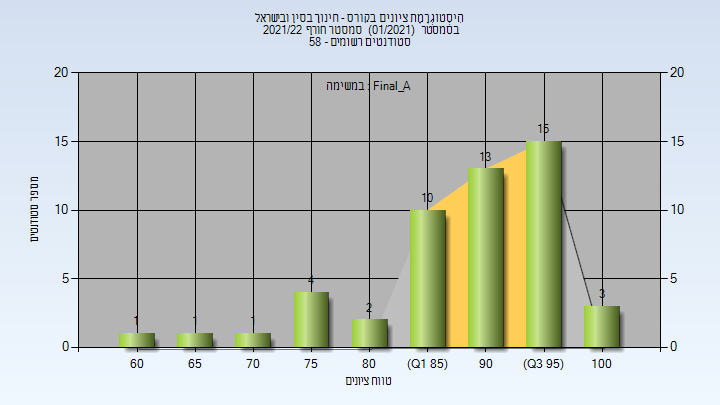 היסטוגרמת ציונים בקורס - חינוך בסין ובישראל
בסמסטר (01/2021) סמסטר חורף 2021/22
סטודנטים רשומים - 58
במשימה : Final_A
20 20
15 15
10 10
5 5
0 0
1 1 1 4 2 10 13 15 3
60 65 70 75 80 (Q1 85) 90 (Q3 95) 100
טווח ציונים
מספר סטודנטים